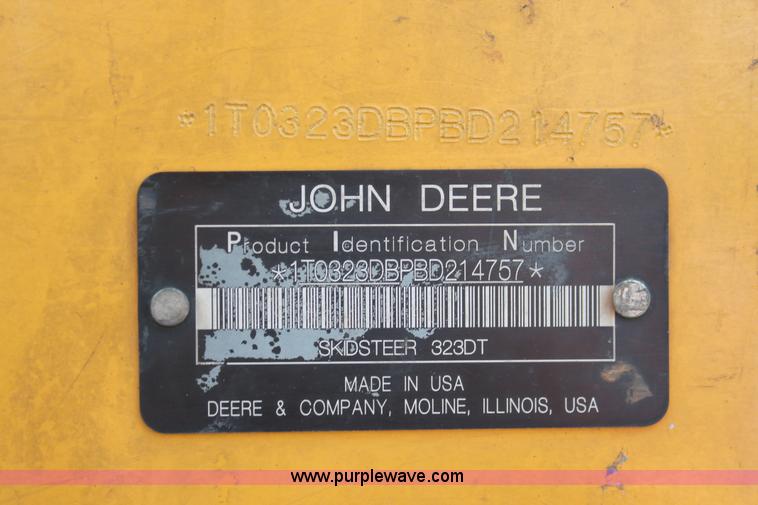 *1T0323DBPBD214757*
JOHN DEERE
Product Identification Number
*1T0323DBPBD214757*
SKIDSTEER 323DT
MADE IN USA
DEERE & COMPANY, MOLINE, ILLINOIS, USA
www.purplewave.com